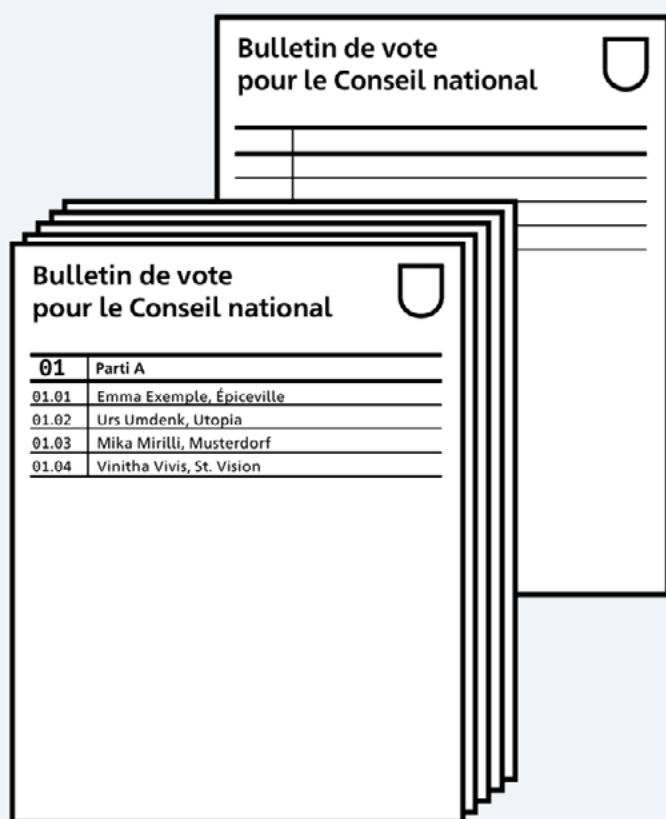 Bulletin de vote
pour le Conseil national
Bulletin de vote
pour le Conseil national
01 Parti A
01.01 Emma Exemple, Épiceville
01.02 Urs Umdenk, Utopia
01.03 Mika Mirilli, Musterdorf
01.04 Vinitha Vivis, St. Vision